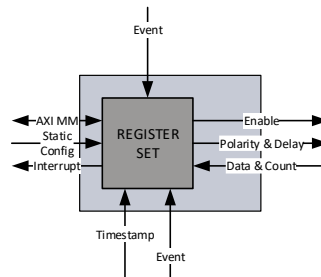 Event
AXI MM
Static
Config
Interrupt
REGISTER
SET
Enable
Polarity & Delay
Data & Count
Timestamp
Event